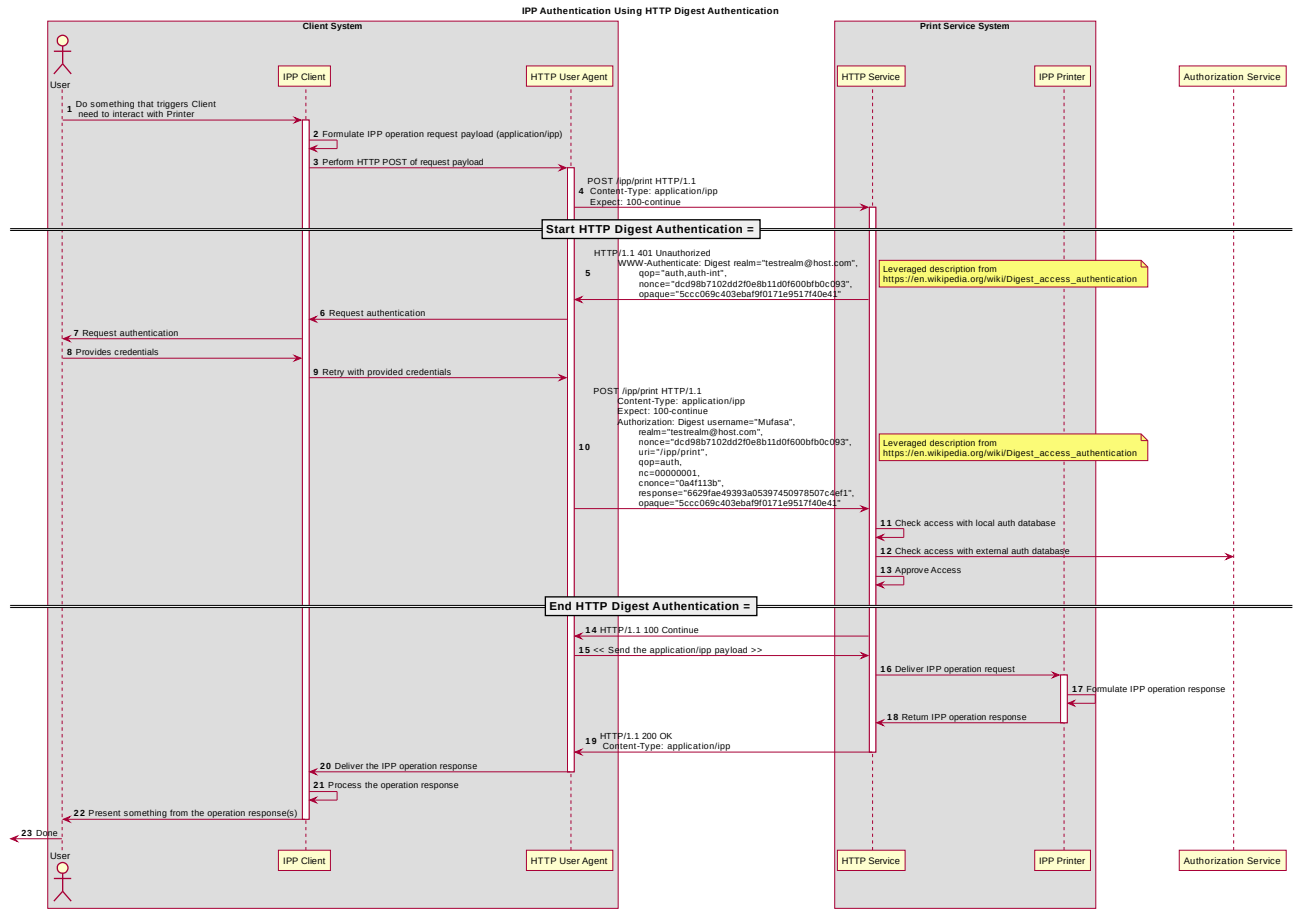 IPP Authentication Using HTTP Digest Authentication
Client System
Print Service System
User
IPP Client
HTTP User Agent
HTTP Service
IPP Printer
Authorization Service
1 Do something that triggers Client
need to interact with Printer
2 Formulate IPP operation request payload (application/ipp)
3 Perform HTTP POST of request payload
4 POST /ipp/print HTTP/1.1
Content-Type: application/ipp
Expect: 100-continue
Start HTTP Digest Authentication =
5 HTTP/1.1 401 Unauthorized
WWW-Authenticate: Digest realm="testrealm@host.com",
qop="auth,auth-int",
nonce="dcd98b7102dd2f0e8b11d0f600bfb0c093",
opaque="5ccc069c403ebaf9f0171e9517f40e41"
Leveraged description from
https://en.wikipedia.org/wiki/Digest_access_authentication
6 Request authentication
7 Request authentication
8 Provides credentials
9 Retry with provided credentials
10 POST /ipp/print HTTP/1.1
Content-Type: application/ipp
Expect: 100-continue
Authorization: Digest username="Mufasa",
realm="testrealm@host.com",
nonce="dcd98b7102dd2f0e8b11d0f600bfb0c093",
uri="/ipp/print",
qop=auth,
nc=00000001,
cnonce="0a4f113b",
response="6629fae49393a05397450978507c4ef1",
opaque="5ccc069c403ebaf9f0171e9517f40e41"
Leveraged description from
https://en.wikipedia.org/wiki/Digest_access_authentication
11 Check access with local auth database
12 Check access with external auth database
13 Approve Access
End HTTP Digest Authentication =
14 HTTP/1.1 100 Continue
15 << Send the application/ipp payload >>
16 Deliver IPP operation request
17 Formulate IPP operation response
18 Return IPP operation response
19 HTTP/1.1 200 OK
Content-Type: application/ipp
20 Deliver the IPP operation response
21 Process the operation response
22 Present something from the operation response(s)
23 Done
User
IPP Client
HTTP User Agent
HTTP Service
IPP Printer
Authorization Service